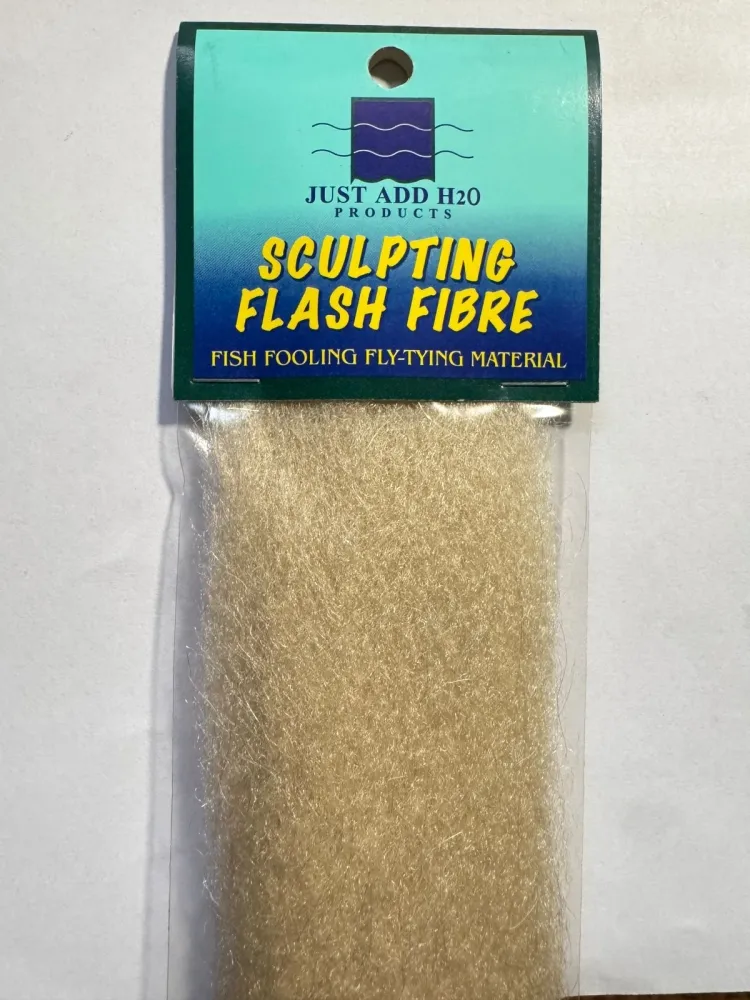 JUST ADD H2O
PRODUCTS
SCULPTING
FLASH FIBRE
FISH FOOLING FLY-TYING MATERIAL